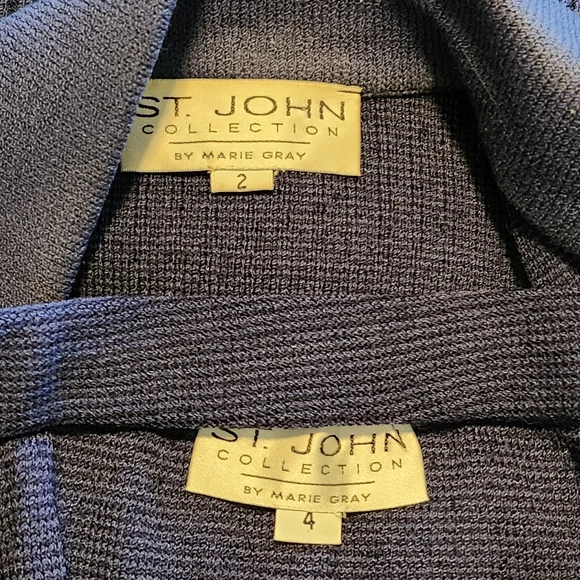 ST. JOHN
COLLECTION
BY MARIE GRAY
2
ST. JOHN
COLLECTION
BY MARIE GRAY
4